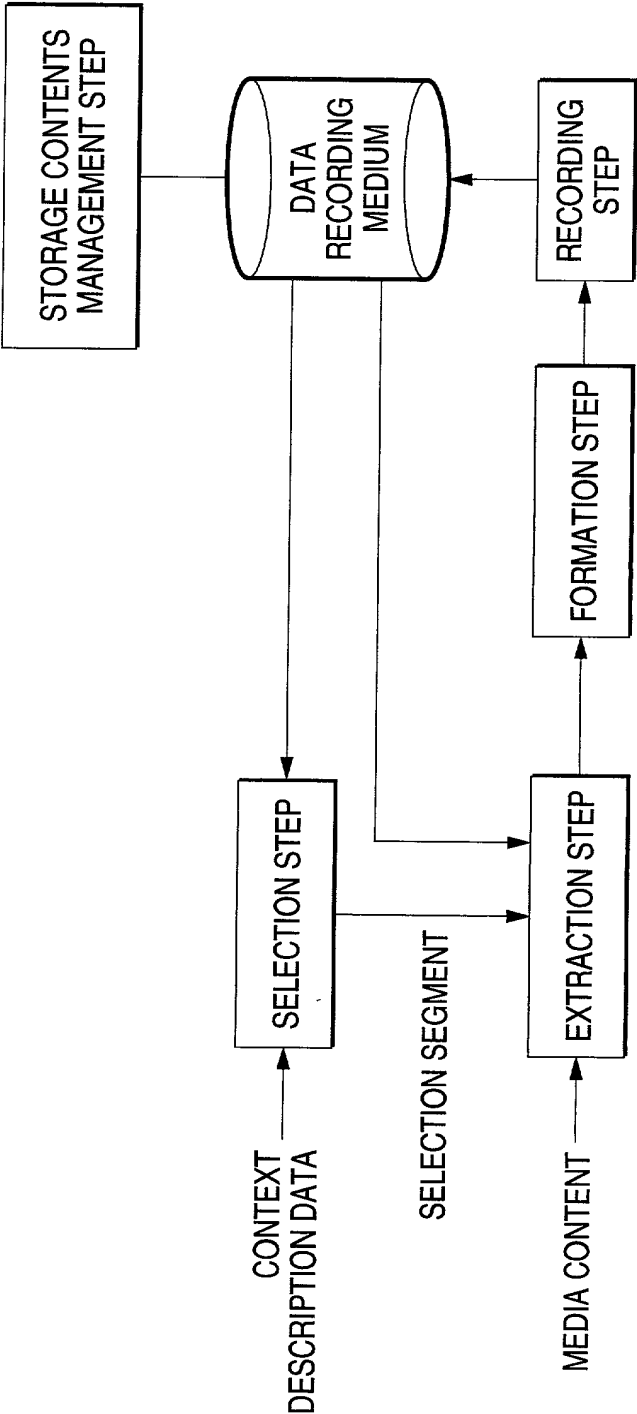 STORAGE CONTENTS
MANAGEMENT STEP
DATA
RECORDING
MEDIUM
SELECTION STEP
CONTEXT
DESCRIPTION DATA
SELECTION SEGMENT
MEDIA CONTENT
EXTRACTION STEP
FORMATION STEP
RECORDING
STEP